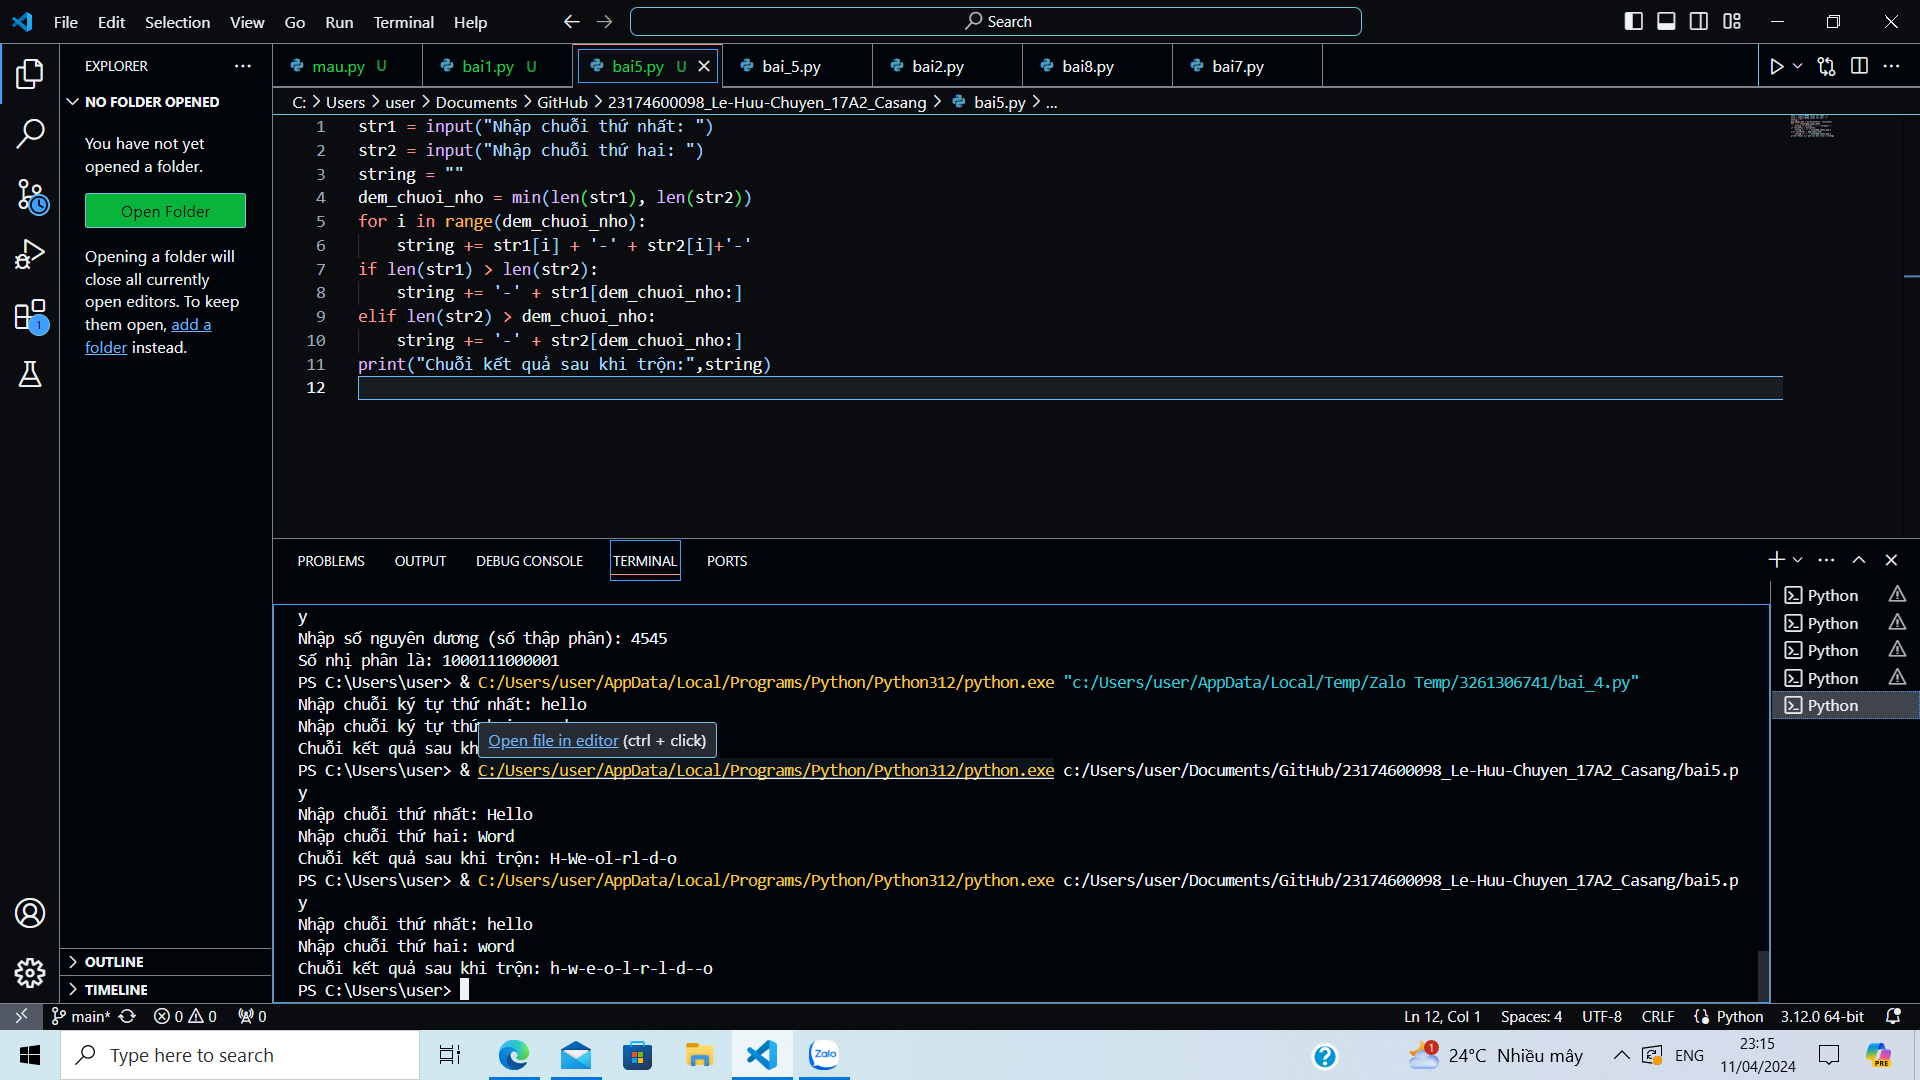 File Edit Selection View Go Run Terminal Help
Search
EXPLORER
NO FOLDER OPENED
You have not yet
opened a folder.
Open Folder
Opening a folder will
close all currently
open editors. To keep
them open, add a
folder instead.
OUTLINE
TIMELINE
mau.py U bai1.py U bai5.py U bai_5.py bai2.py bai8.py bai7.py
C: > Users > user > Documents > GitHub > 23174600098_Le-Huu-Chuyen_17A2_Casang > bai5.py > ...
1 str1 = input("Nhập chuỗi thứ nhất: ")
2 str2 = input("Nhập chuỗi thứ hai: ")
3 string = ""
4 dem_chuoi_nho = min(len(str1), len(str2))
5 for i in range(dem_chuoi_nho):
6     string += str1[i] + '-' + str2[i]+'-'
7 if len(str1) > len(str2):
8     string += '-' + str1[dem_chuoi_nho:]
9 elif len(str2) > dem_chuoi_nho:
10     string += '-' + str2[dem_chuoi_nho:]
11 print("Chuỗi kết quả sau khi trộn:",string)
12
PROBLEMS OUTPUT DEBUG CONSOLE TERMINAL PORTS
y
Nhập số nguyên dương (số thập phân): 4545
Số nhị phân là: 1000111000001
PS C:\Users\user> & C:/Users/user/AppData/Local/Programs/Python/Python312/python.exe "c:/Users/user/AppData/Local/Temp/Zalo Temp/3261306741/bai_4.py"
Nhập chuỗi ký tự thứ nhất: hello
Nhập chuỗi ký tự thứ
Chuỗi kết quả sau kh
Open file in editor (ctrl + click)
PS C:\Users\user> & C:/Users/user/AppData/Local/Programs/Python/Python312/python.exe c:/Users/user/Documents/GitHub/23174600098_Le-Huu-Chuyen_17A2_Casang/bai5.p
y
Nhập chuỗi thứ nhất: Hello
Nhập chuỗi thứ hai: Word
Chuỗi kết quả sau khi trộn: H-We-ol-rl-d-o
PS C:\Users\user> & C:/Users/user/AppData/Local/Programs/Python/Python312/python.exe c:/Users/user/Documents/GitHub/23174600098_Le-Huu-Chuyen_17A2_Casang/bai5.p
y
Nhập chuỗi thứ nhất: hello
Nhập chuỗi thứ hai: word
Chuỗi kết quả sau khi trộn: h-w-e-o-l-r-l-d--o
PS C:\Users\user>
Python
Python
Python
Python
Python
main* 0 0 0
Ln 12, Col 1 Spaces: 4 UTF-8 CRLF Python 3.12.0 64-bit
Type here to search
Zalo
1
24°C Nhiều mây
ENG
23:15
11/04/2024
PRE